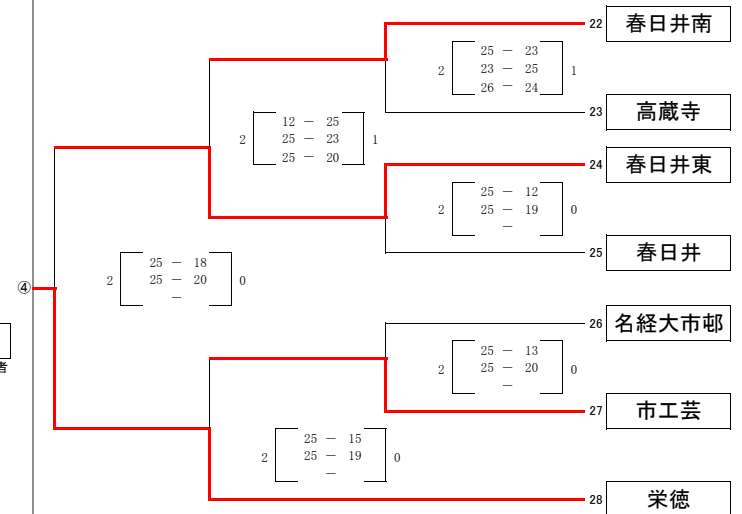 22 春日井南
2 25 － 23 1
23 － 25
26 － 24
23 高蔵寺
2 12 － 25 1
25 － 23
25 － 20
24 春日井東
2 25 － 12 0
25 － 19
－
25 春日井
2 25 － 18 0
25 － 20
－
④
26 名経大市邨
者
2 25 － 13 0
25 － 20
－
27 市工芸
2 25 － 15 0
25 － 19
－
28 栄徳